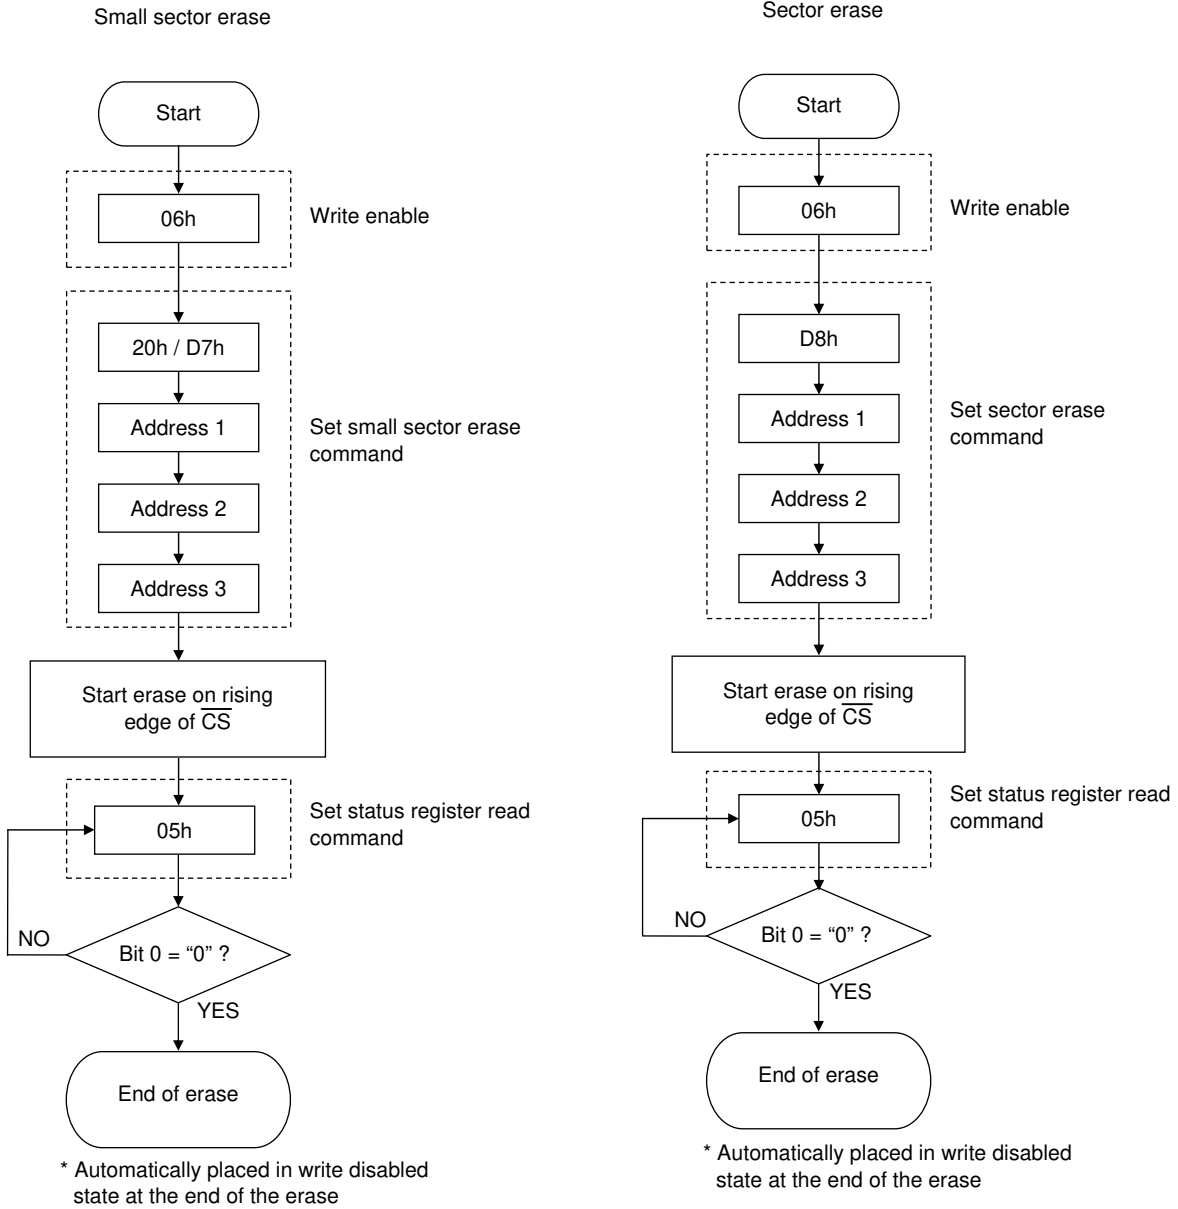 Small sector erase
Start
06h
Write enable
20h / D7h
Address 1
Address 2
Address 3
Set small sector erase
command
Start erase on rising
edge of C̅S̅
05h
Set status register read
command
NO
Bit 0 = “0” ?
YES
End of erase
* Automatically placed in write disabled
state at the end of the erase
Sector erase
Start
06h
Write enable
D8h
Address 1
Address 2
Address 3
Set sector erase
command
Start erase on rising
edge of C̅S̅
05h
Set status register read
command
NO
Bit 0 = “0” ?
YES
End of erase
* Automatically placed in write disabled
state at the end of the erase